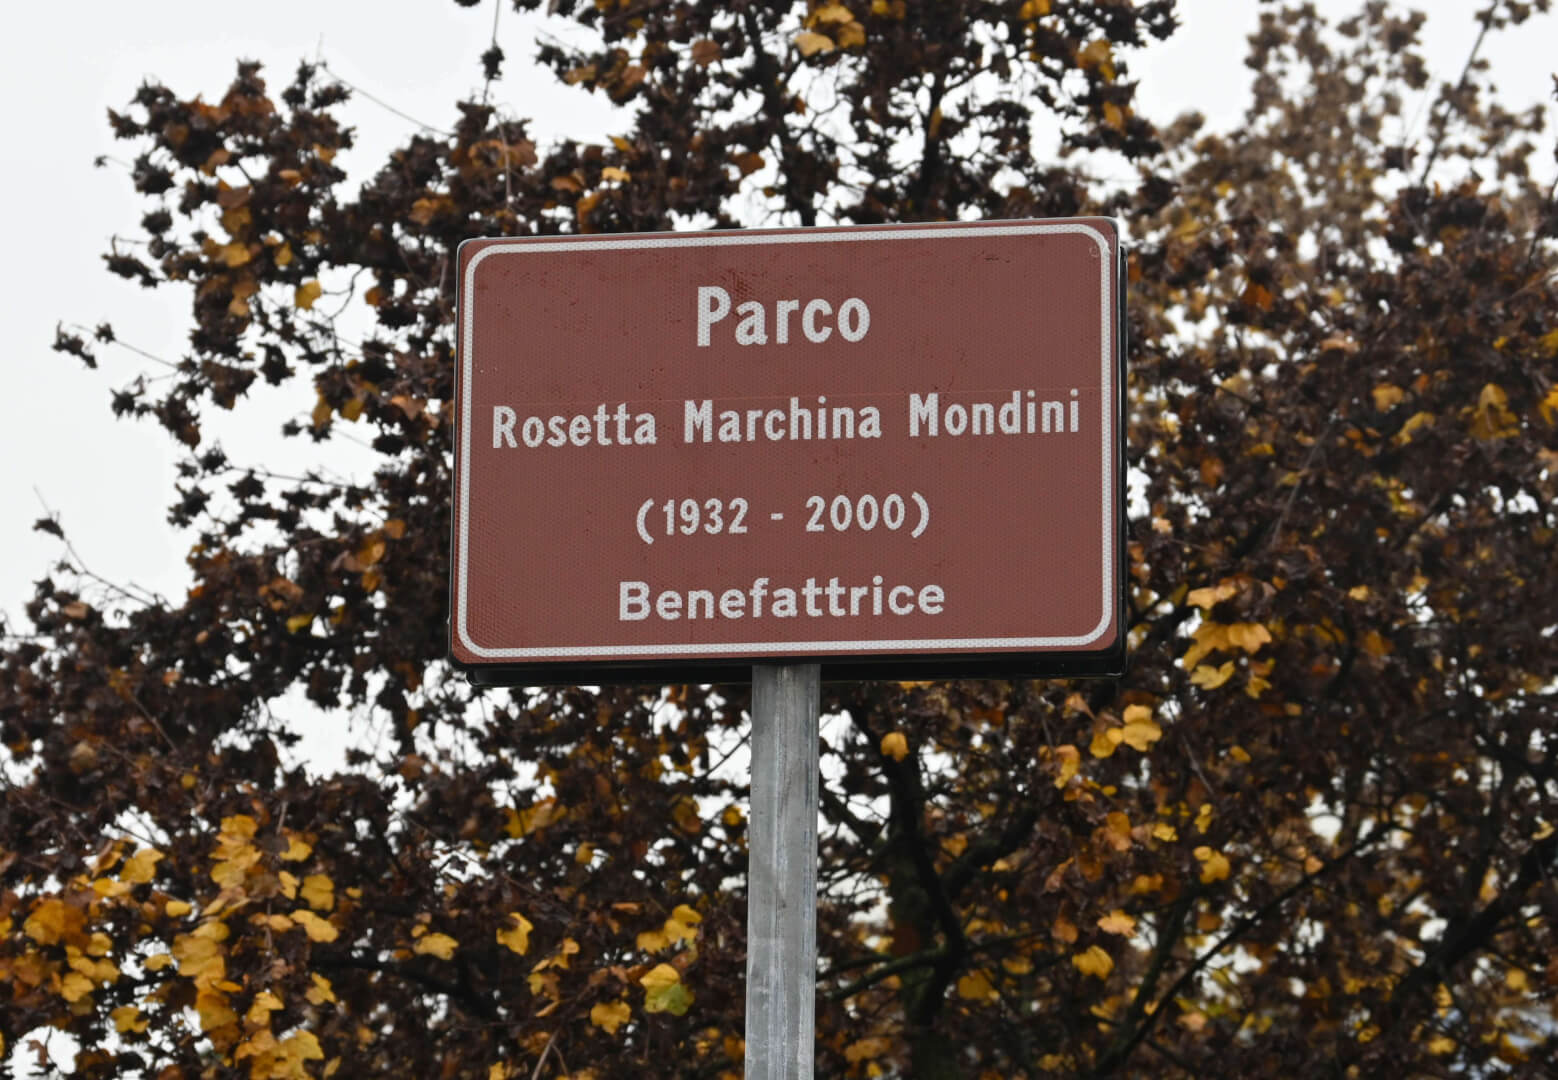 Parco
Rosetta Marchina Mondini
(1932 - 2000)
Benefattrice